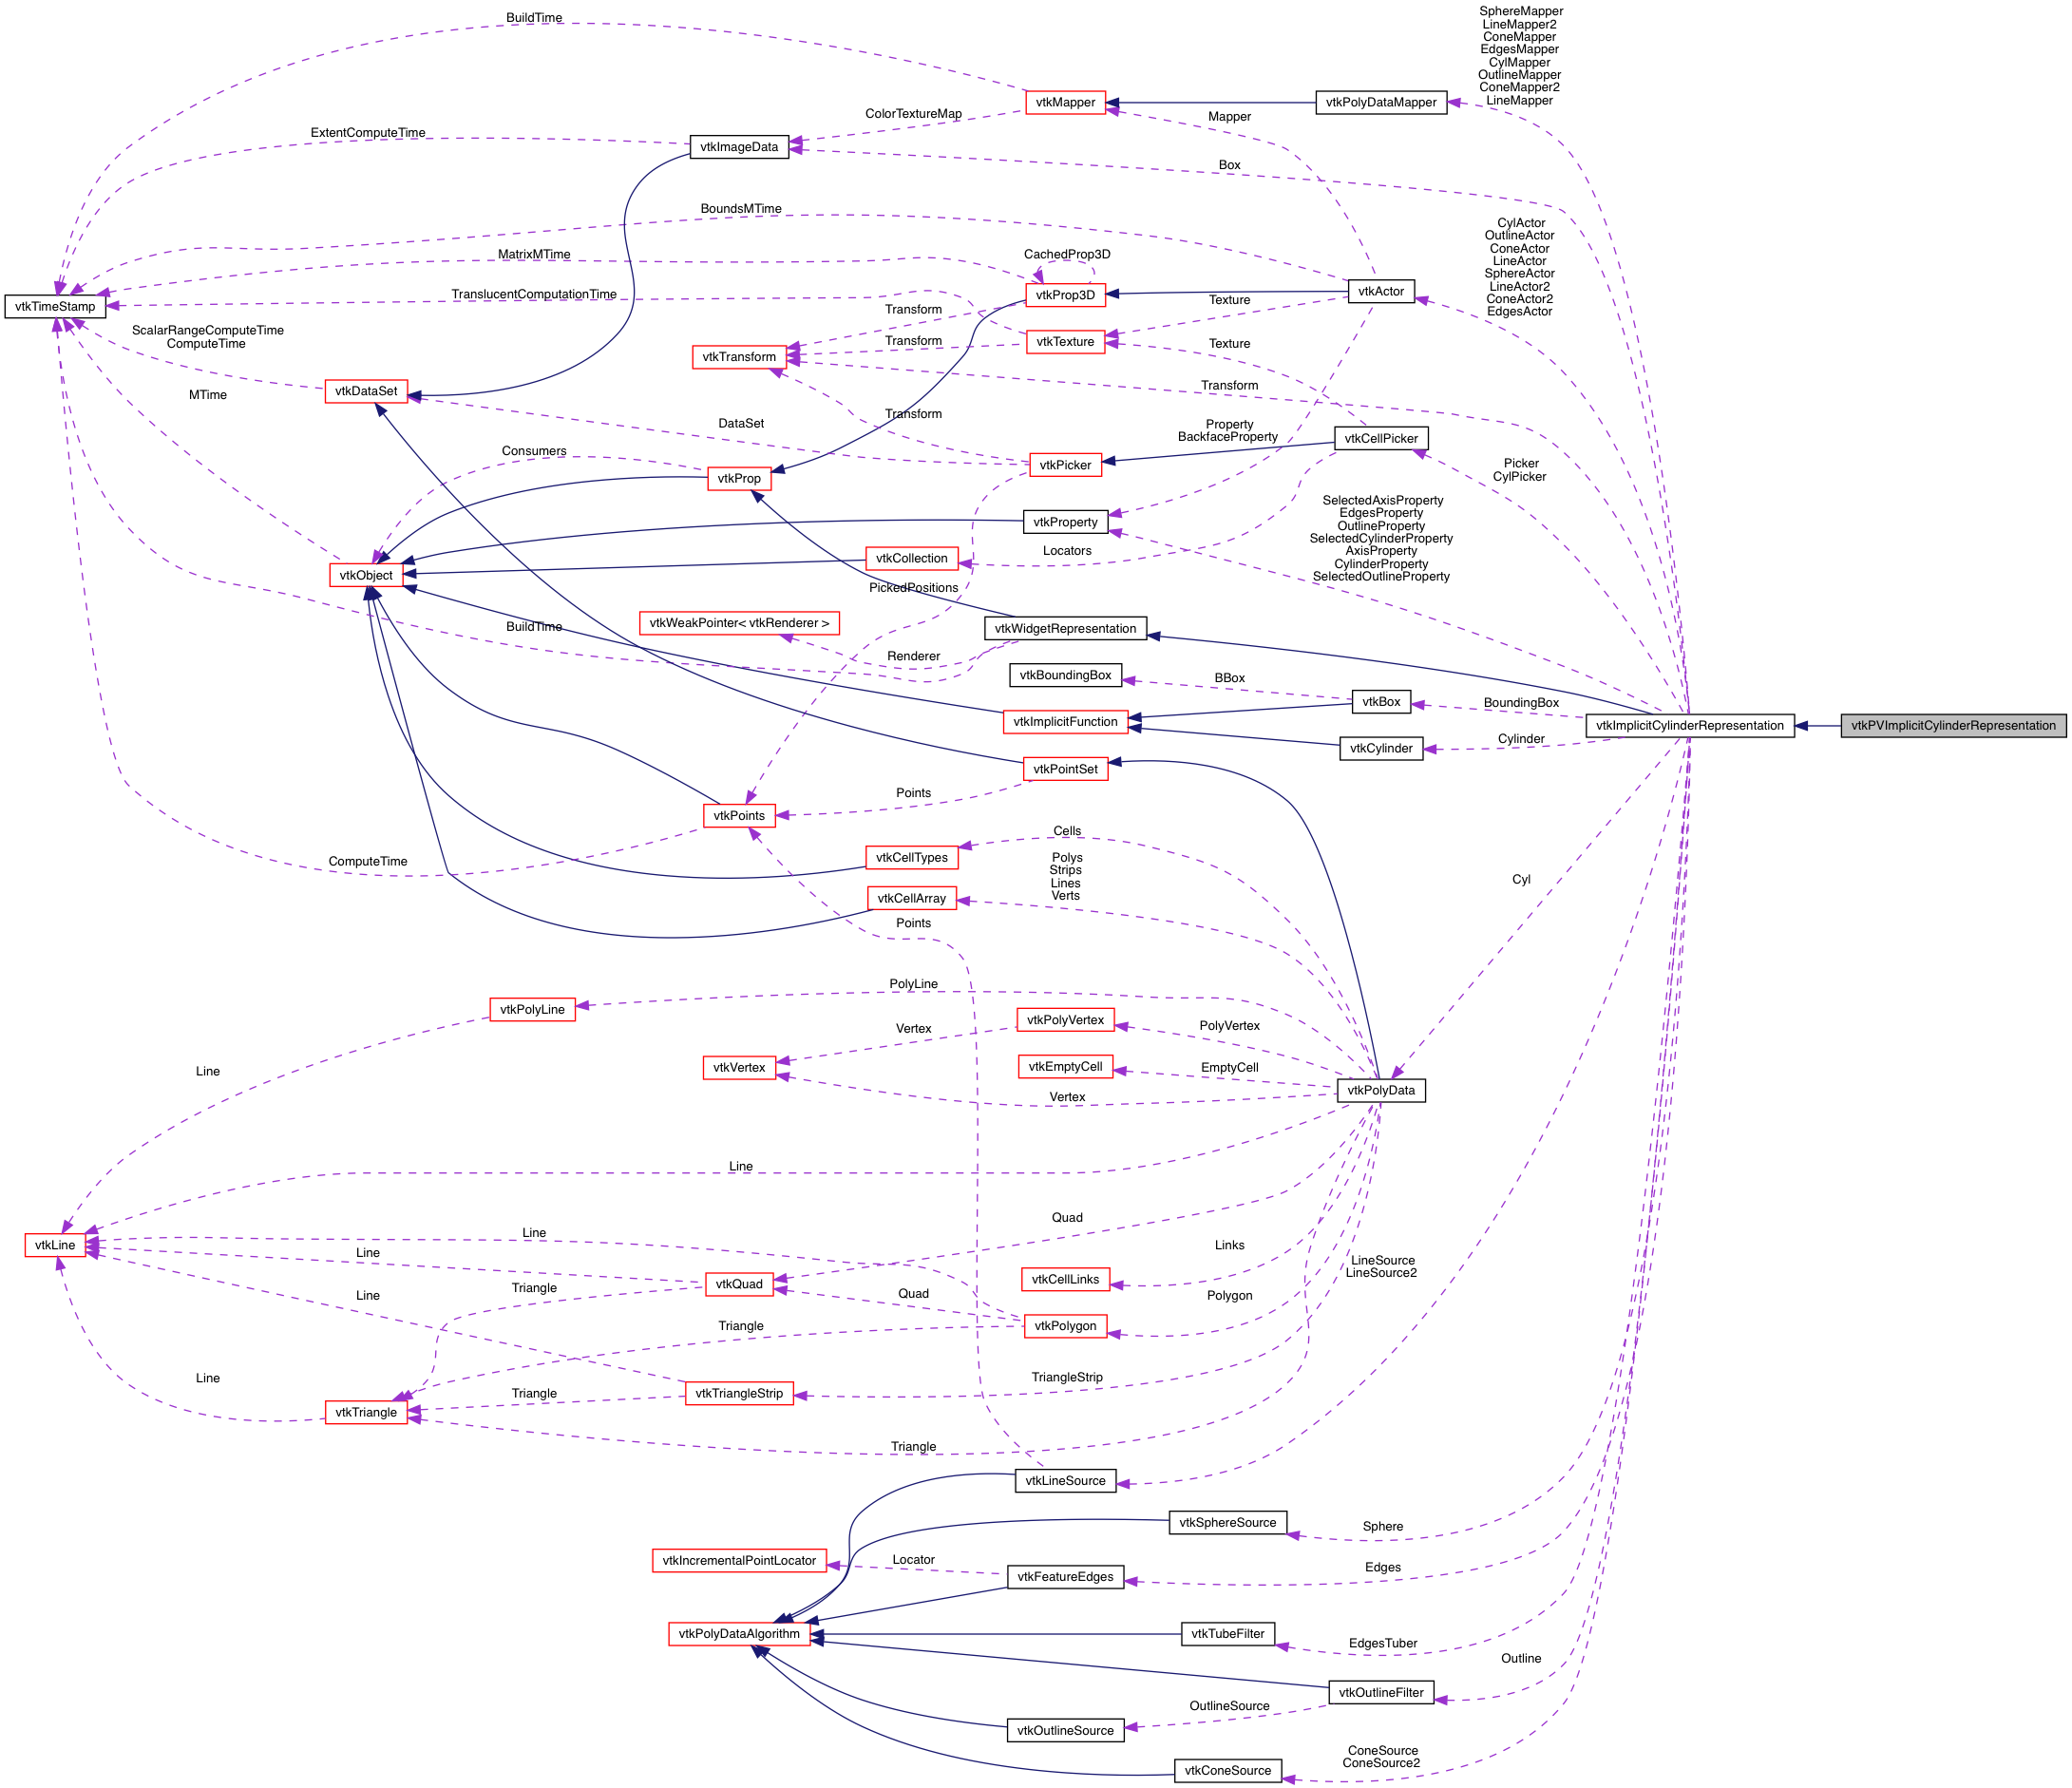 BuildTime
SphereMapper
LineMapper2
ConeMapper
EdgesMapper
CylMapper
OutlineMapper
ConeMapper2
LineMapper
vtkMapper
vtkPolyDataMapper
ColorTextureMap
Mapper
ExtentComputeTime
vtkImageData
Box
BoundsMTime
CylActor
OutlineActor
ConeActor
LineActor
SphereActor
LineActor2
ConeActor2
EdgesActor
MatrixMTime
CachedProp3D
vtkTimeStamp
TranslucentComputationTime
vtkProp3D
vtkActor
Texture
Transform
ScalarRangeComputeTime
ComputeTime
vtkTransform
Transform
vtkTexture
Texture
vtkDataSet
MTime
Transform
DataSet
Transform
Property
BackfaceProperty
vtkCellPicker
Consumers
vtkProp
vtkPicker
Picker
CylPicker
vtkProperty
SelectedAxisProperty
EdgesProperty
OutlineProperty
SelectedCylinderProperty
AxisProperty
CylinderProperty
SelectedOutlineProperty
vtkObject
vtkCollection
Locators
PickedPositions
vtkWeakPointer< vtkRenderer >
BuildTime
vtkWidgetRepresentation
Renderer
vtkBoundingBox
BBox
vtkBox
BoundingBox
vtkImplicitFunction
vtkImplicitCylinderRepresentation
vtkPVImplicitCylinderRepresentation
vtkCylinder
Cylinder
vtkPointSet
Points
vtkPoints
ComputeTime
vtkCellTypes
Cells
Polys
Strips
Lines
Verts
vtkCellArray
Cyl
Points
PolyLine
vtkPolyLine
vtkPolyVertex
PolyVertex
Vertex
vtkVertex
vtkEmptyCell
EmptyCell
Line
Vertex
vtkPolyData
Line
Quad
vtkLine
Line
Line
Links
LineSource
LineSource2
vtkQuad
vtkCellLinks
Triangle
Line
Quad
Polygon
Triangle
vtkPolygon
Line
TriangleStrip
vtkTriangleStrip
Triangle
vtkTriangle
Triangle
vtkLineSource
vtkSphereSource
Sphere
vtkIncrementalPointLocator
Locator
vtkFeatureEdges
Edges
vtkPolyDataAlgorithm
vtkTubeFilter
EdgesTuber
Outline
vtkOutlineFilter
OutlineSource
vtkOutlineSource
ConeSource
ConeSource2
vtkConeSource